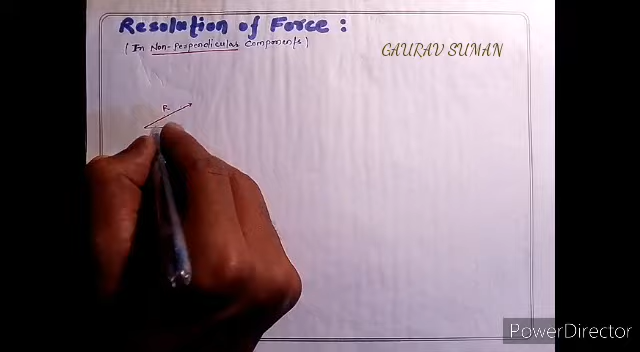 Resolution of Force :
( In Non-Perpendicular Components )
GAURAV SUMAN
R
PowerDirector